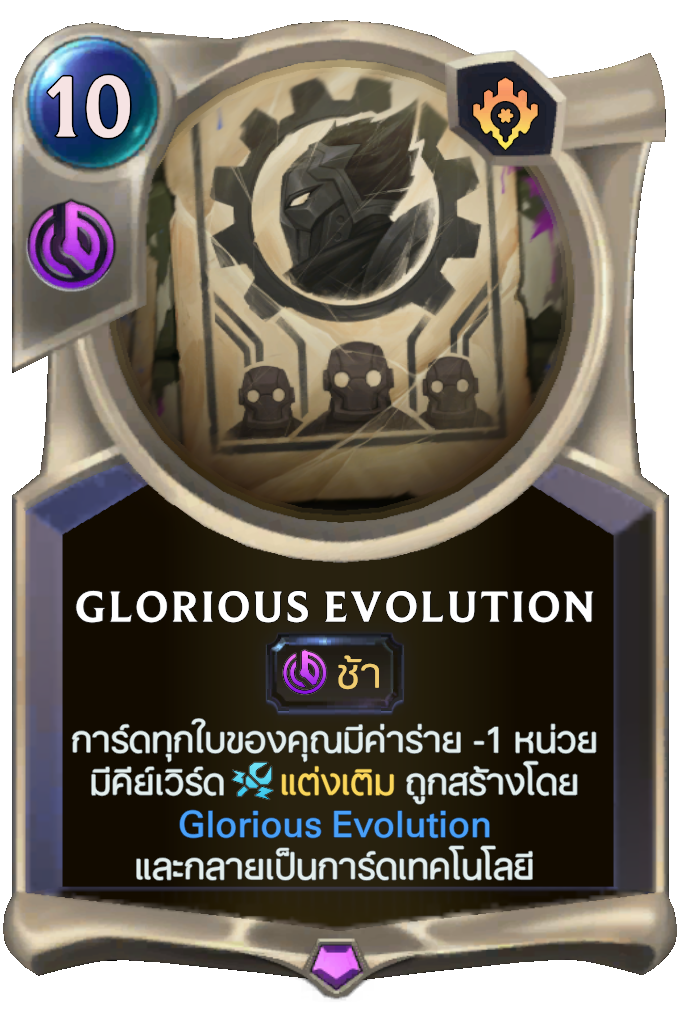 10
GLORIOUS EVOLUTION
ช้า
การ์ดทุกใบของคุณมีค่าร่าย -1 หน่วย
มีคีย์เวิร์ด แต่งเติม ถูกสร้างโดย
Glorious Evolution
และกลายเป็นการ์ดเทคโนโลยี